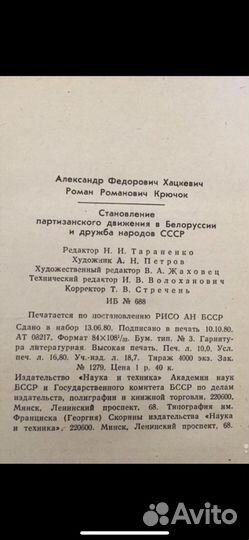 Александр Федорович Хацкевич
Роман Романович Крючок
Становление
партизанского движения в Белоруссии
и дружба народов СССР
Редактор Н. И. Тараненко
Художник А. Н. Петров
Художественный редактор В. А. Жаховец
Технический редактор И. В. Волоханович
Корректор Т. В. Стречень
ИБ № 688
Печатается по постановлению РИСО АН БССР
Сдано в набор 13.06.80. Подписано в печать 10.10.80.
АТ 08217. Формат 84×108¹/₃₂. Бум. тип. № 3. Гарниту-
ра литературная. Высокая печать. Печ. л. 10,0. Усл.
печ. л. 16,80. Уч.-изд. л. 18,7. Тираж 4000 экз. Зак.
№ 1279. Цена 1 р. 40 к.
Издательство «Наука и техника» Академии наук
БССР и Государственного комитета БССР по делам
издательств, полиграфии и книжной торговли. 220600.
Минск, Ленинский проспект, 68. Типография им.
Франциска (Георгия) Скорины издательства «Наука
и техника». 220600. Минск, Ленинский проспект, 68.
Avito